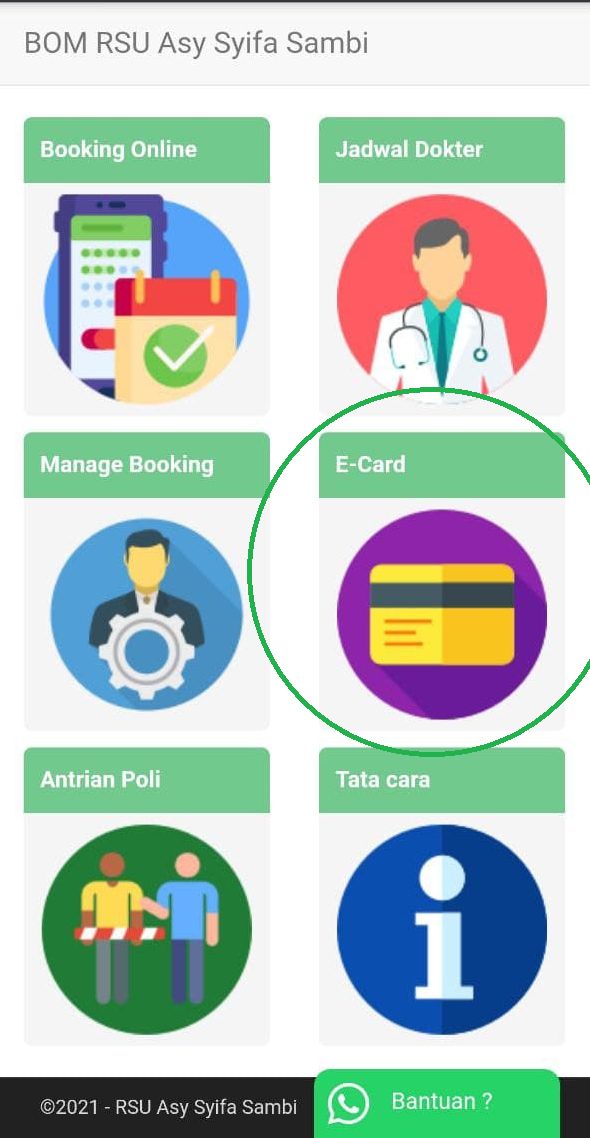 BOM RSU Asy Syifa Sambi
Booking Online
Jadwal Dokter
Manage Booking
E-Card
Antrian Poli
Tata cara
©2021 - RSU Asy Syifa Sambi
Bantuan ?